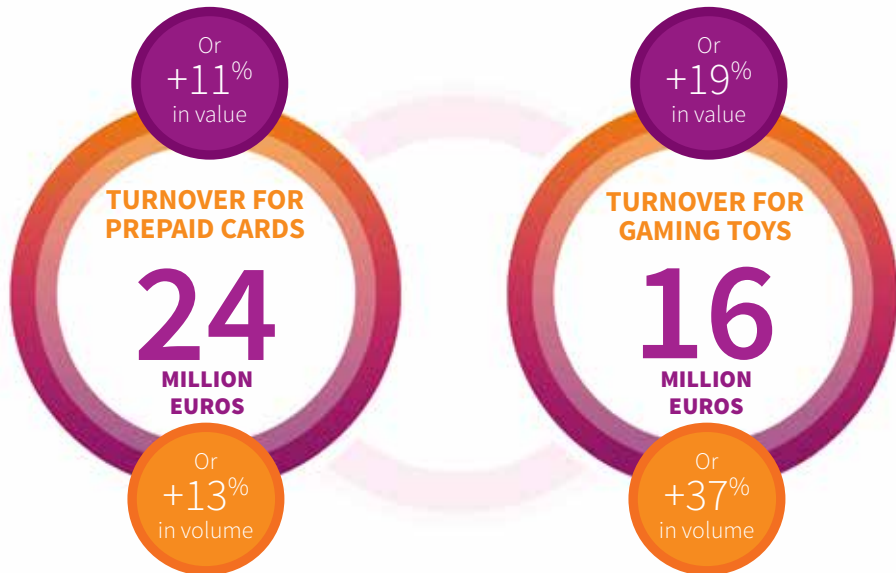 Or
+11%
in value
TURNOVER FOR
PREPAID CARDS
24
MILLION
EUROS
Or
+13%
in volume
Or
+19%
in value
TURNOVER FOR
GAMING TOYS
16
MILLION
EUROS
Or
+37%
in volume